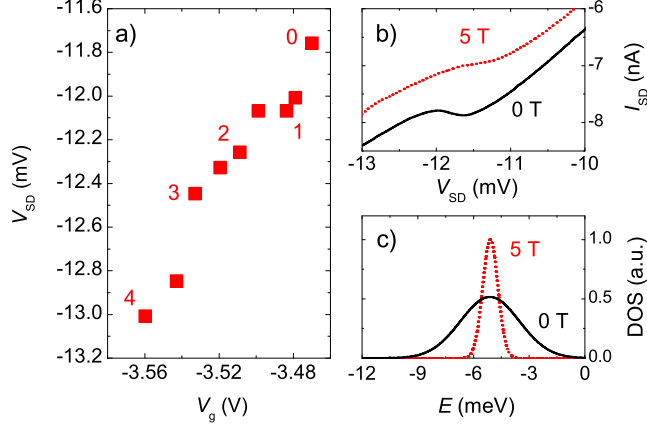 a)
-11.6
-11.8
-12.0
-12.2
-12.4
-12.6
-12.8
-13.0
-13.2
V_SD (mV)
0
1
2
3
4
-3.56
-3.52
-3.48
V_g (V)
b)
5 T
0 T
-6
-7
-8
I_SD (nA)
-13
-12
-11
-10
V_SD (mV)
c)
5 T
0 T
1.0
0.5
0.0
DOS (a.u.)
-12
-9
-6
-3
0
E (meV)